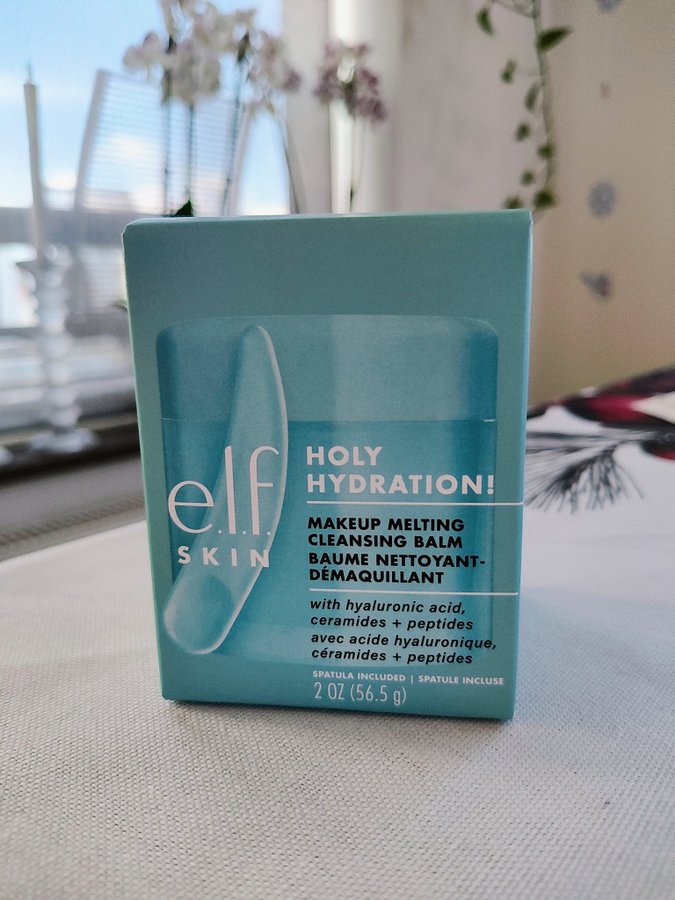 e.l.f.
SKIN
HOLY
HYDRATION!
MAKEUP MELTING
CLEANSING BALM
BAUME NETTOYANT-
DÉMAQUILLANT
with hyaluronic acid,
ceramides + peptides
avec acide hyaluronique,
céramides + peptides
SPATULA INCLUDED | SPATULE INCLUSE
2 OZ (56.5 g)